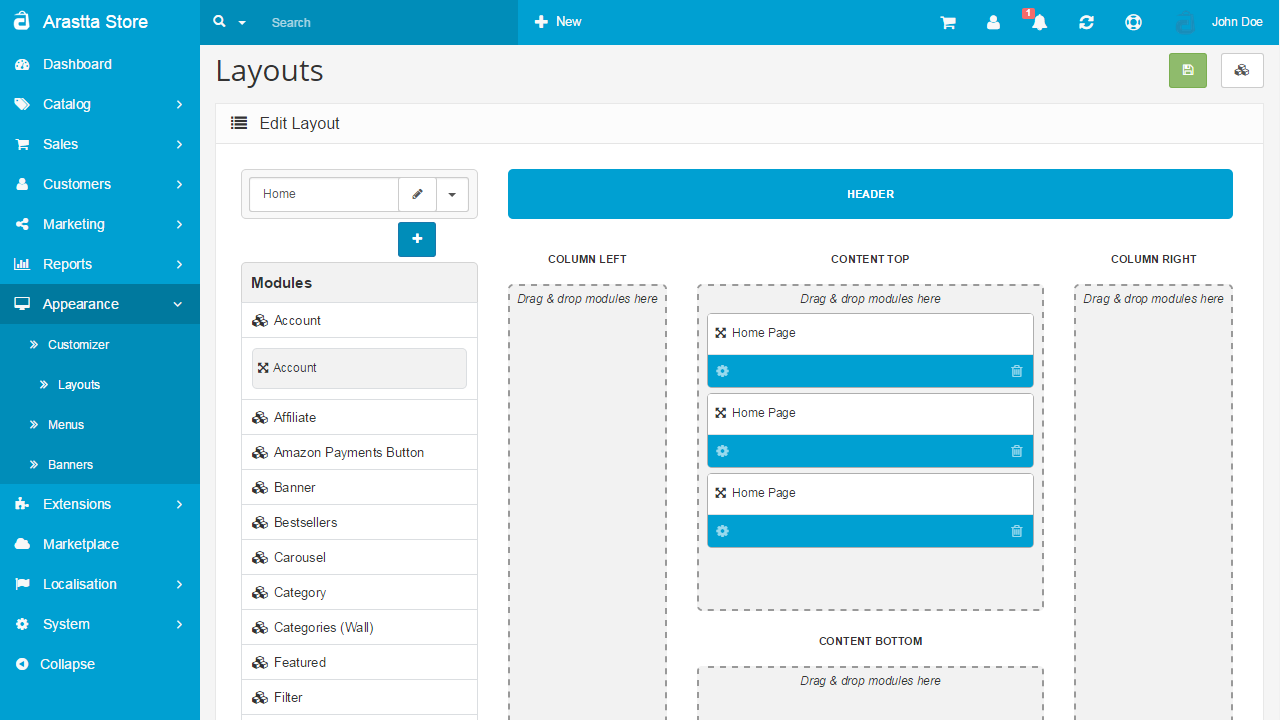 Arastta Store
Search
New
1
John Doe
Dashboard
Catalog
Sales
Customers
Marketing
Reports
Appearance
Customizer
Layouts
Menus
Banners
Extensions
Marketplace
Localisation
System
Collapse
Layouts
Edit Layout
Home
Modules
Account
Account
Affiliate
Amazon Payments Button
Banner
Bestsellers
Carousel
Category
Categories (Wall)
Featured
Filter
HEADER
COLUMN LEFT
Drag & drop modules here
CONTENT TOP
Drag & drop modules here
Home Page
Home Page
Home Page
CONTENT BOTTOM
Drag & drop modules here
COLUMN RIGHT
Drag & drop modules here